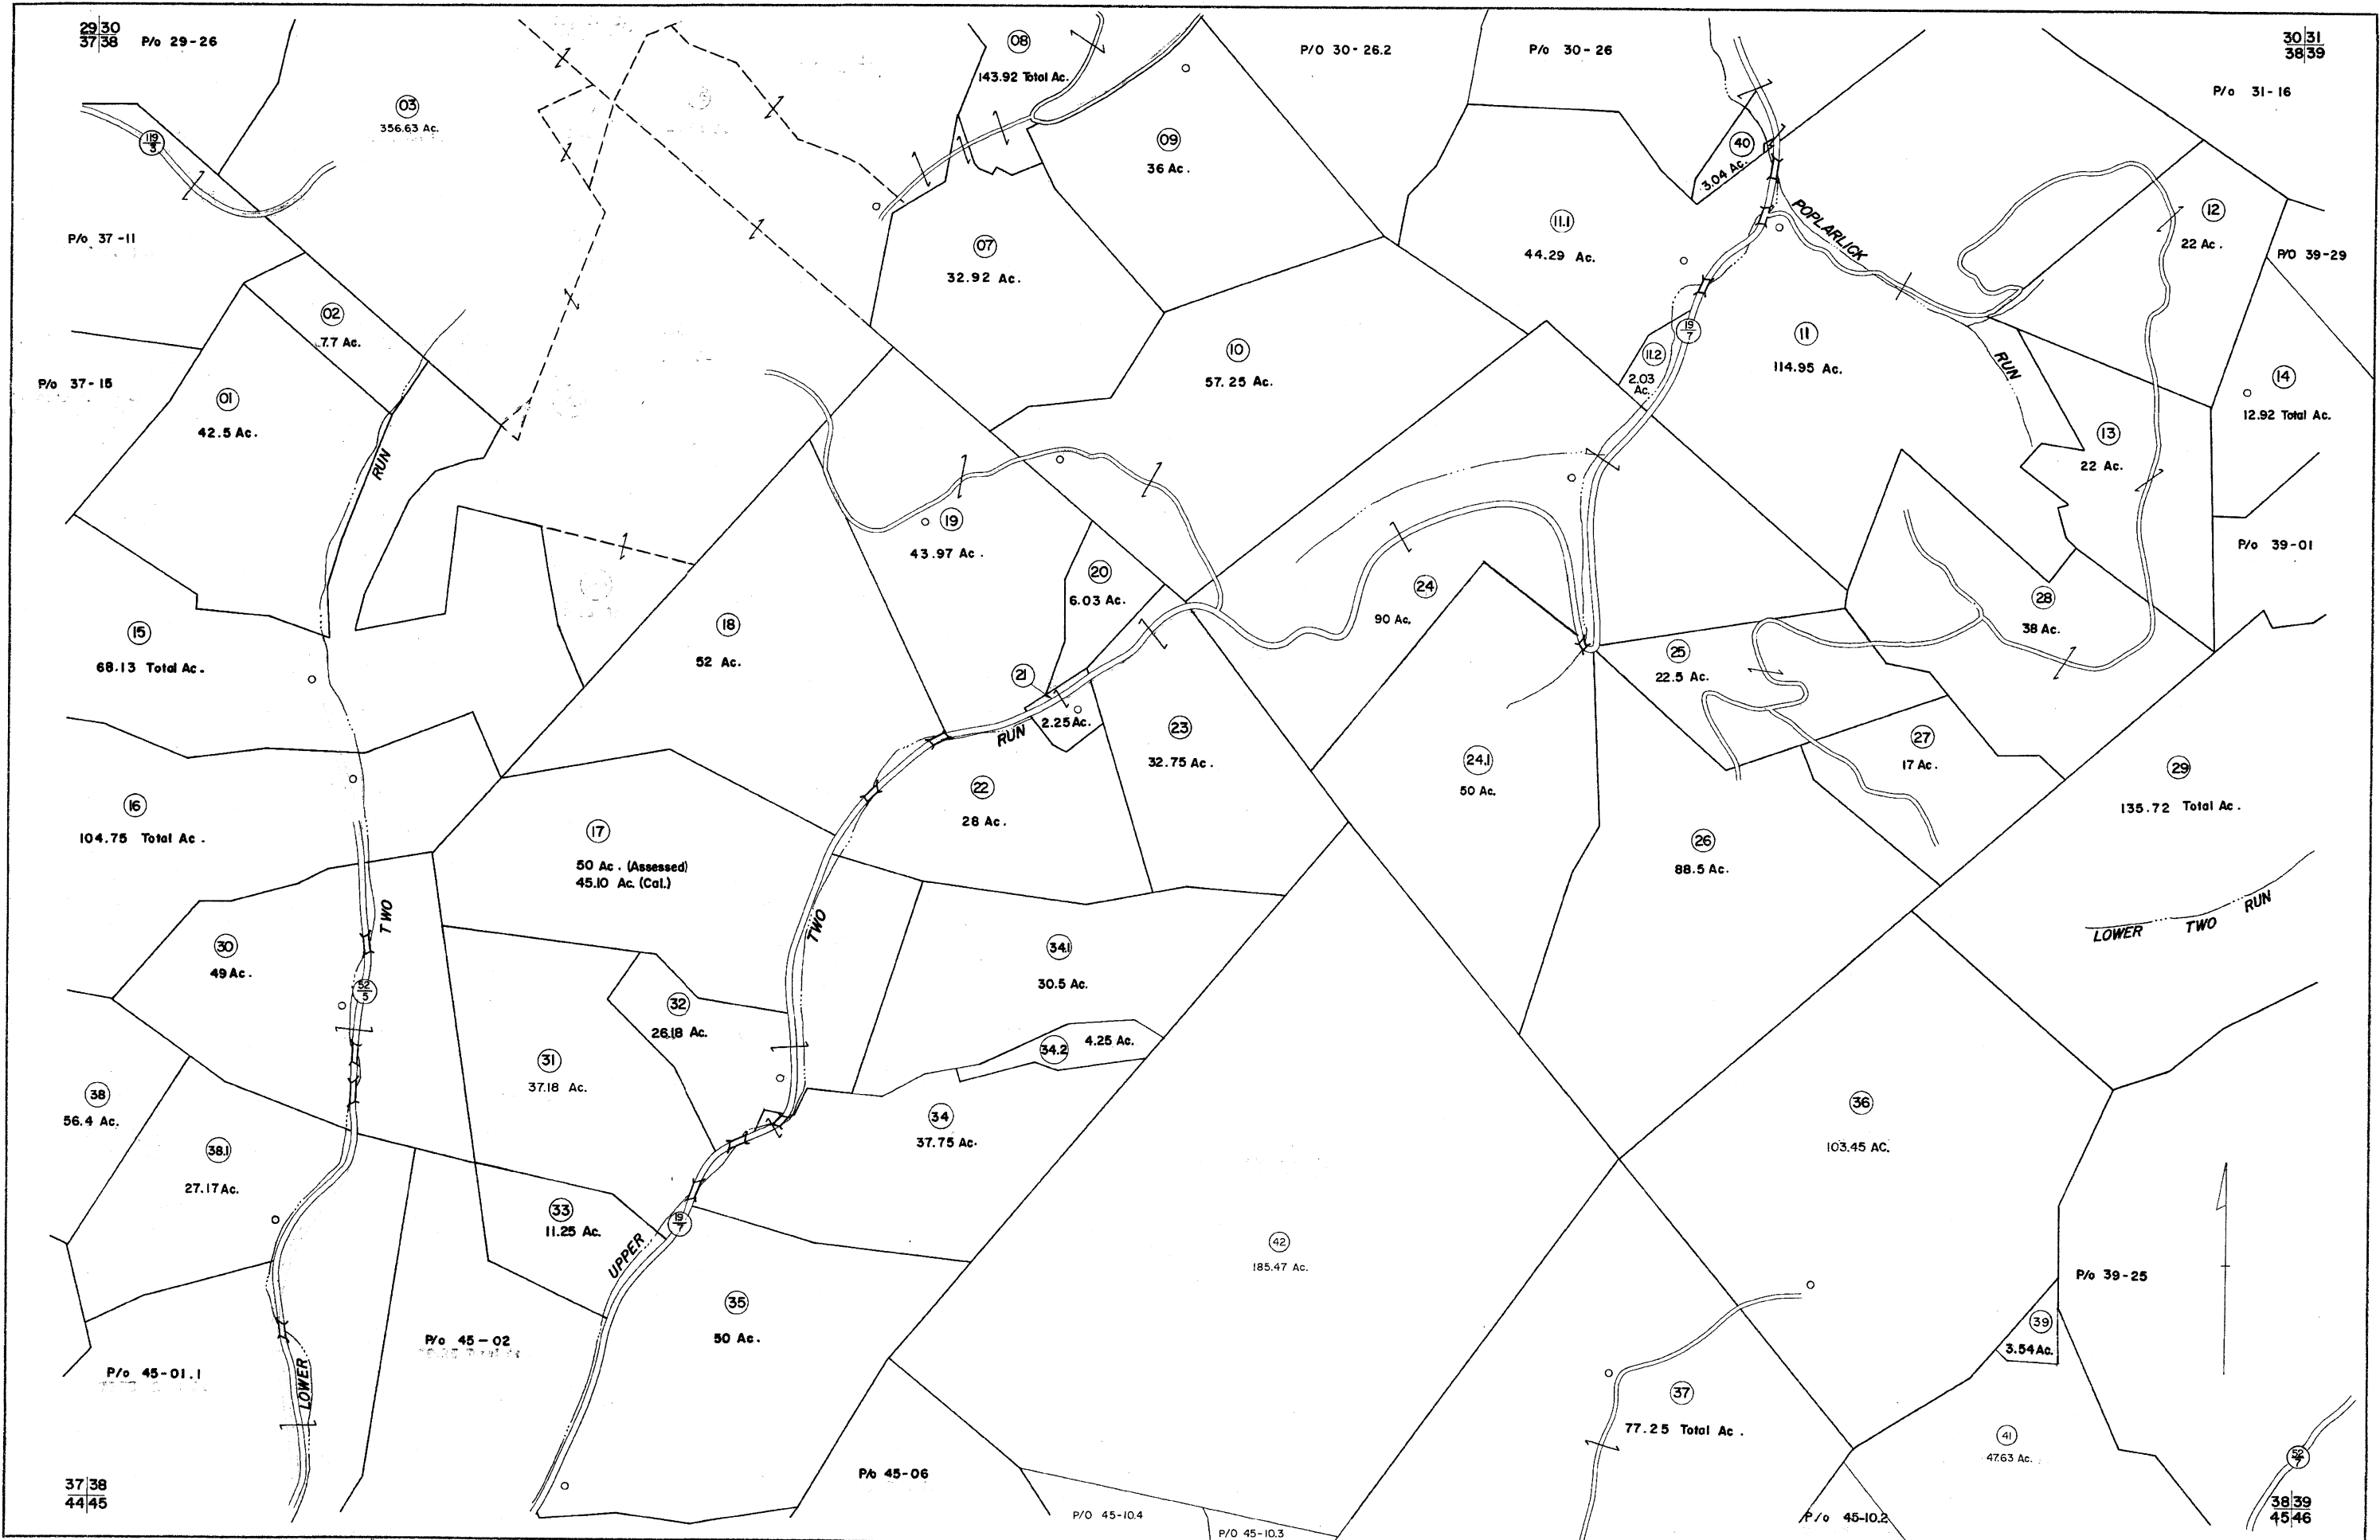 29|30
37|38 P/o 29-26
03
356.63 Ac.
119
3
P/o 37-11
02
7.7 Ac.
P/o 37-15
01
42.5 Ac.
RUN
08
143.92 Total Ac.
09
36 Ac.
07
32.92 Ac.
10
57.25 Ac.
P/O 30-26.2
P/o 30-26
30|31
38|39
P/o 31-16
40
3.04 Ac.
11.1
44.29 Ac.
POPLARLICK
RUN
12
22 Ac.
P/O 39-29
19
7
11.2
2.03
Ac.
11
114.95 Ac.
14
12.92 Total Ac.
13
22 Ac.
P/o 39-01
19
43.97 Ac.
20
6.03 Ac.
24
90 Ac.
28
38 Ac.
15
68.13 Total Ac.
18
52 Ac.
21
2.25 Ac.
RUN
23
32.75 Ac.
25
22.5 Ac.
24.1
50 Ac.
27
17 Ac.
29
135.72 Total Ac.
16
104.75 Total Ac.
17
50 Ac. (Assessed)
45.10 Ac. (Cal.)
22
28 Ac.
26
88.5 Ac.
LOWER TWO RUN
30
49 Ac.
TWO
52
5
TWO
34.1
30.5 Ac.
32
26.18 Ac.
31
37.18 Ac.
34.2
4.25 Ac.
38
56.4 Ac.
38.1
27.17 Ac.
34
37.75 Ac.
36
103.45 AC.
33
11.25 Ac.
19
7
UPPER
42
185.47 Ac.
P/o 39-25
35
50 Ac.
39
3.54 Ac.
P/o 45-02
P/o 45-01.1
LOWER
37
77.25 Total Ac.
41
47.63 Ac.
52
7
P/o 45-06
37|38
44|45
P/O 45-10.4
P/O 45-10.3
P/o 45-10.2
38|39
45|46